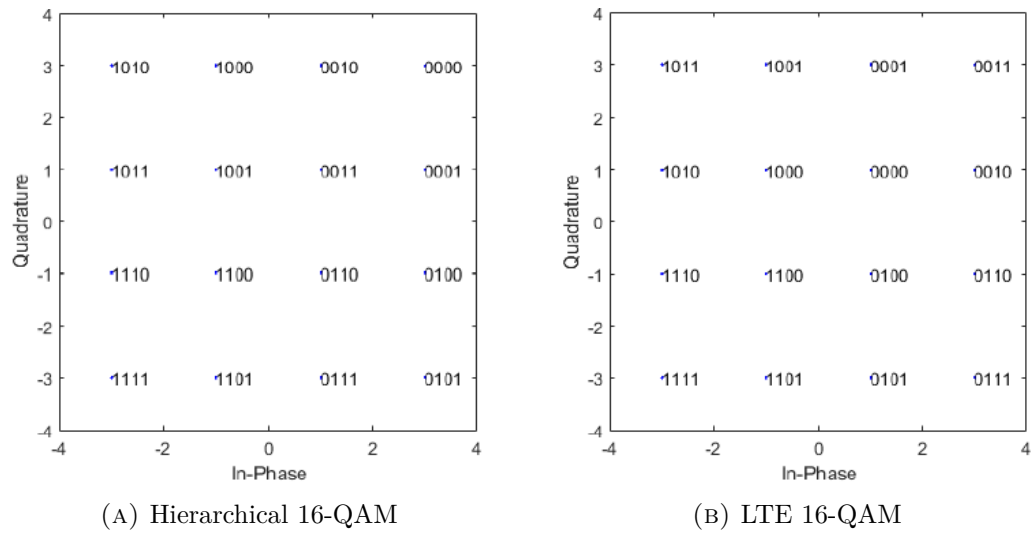 4
3
2
1
0
-1
-2
-3
-4
Quadrature
1010 1000 0010 0000
1011 1001 0011 0001
1110 1100 0110 0100
1111 1101 0111 0101
-4 -2 0 2 4
In-Phase
(A) Hierarchical 16-QAM
4
3
2
1
0
-1
-2
-3
-4
Quadrature
1011 1001 0001 0011
1010 1000 0000 0010
1110 1100 0100 0110
1111 1101 0101 0111
-4 -2 0 2 4
In-Phase
(B) LTE 16-QAM